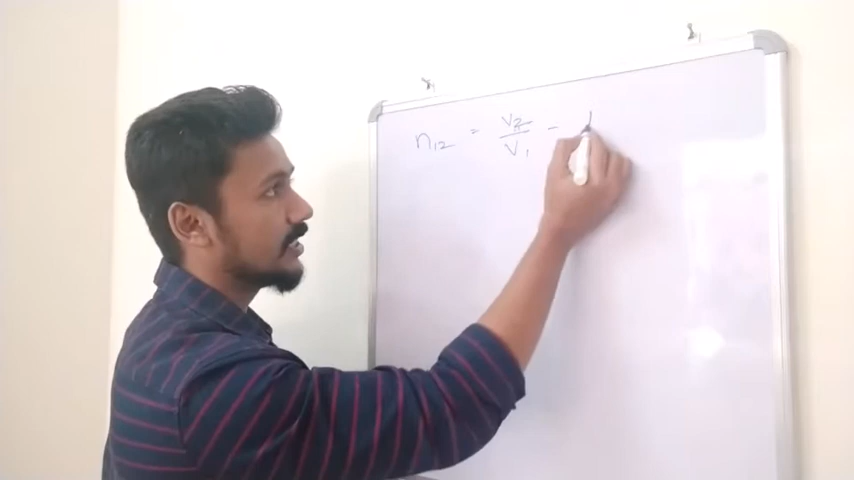 n₁₂ = V₂/V₁ -